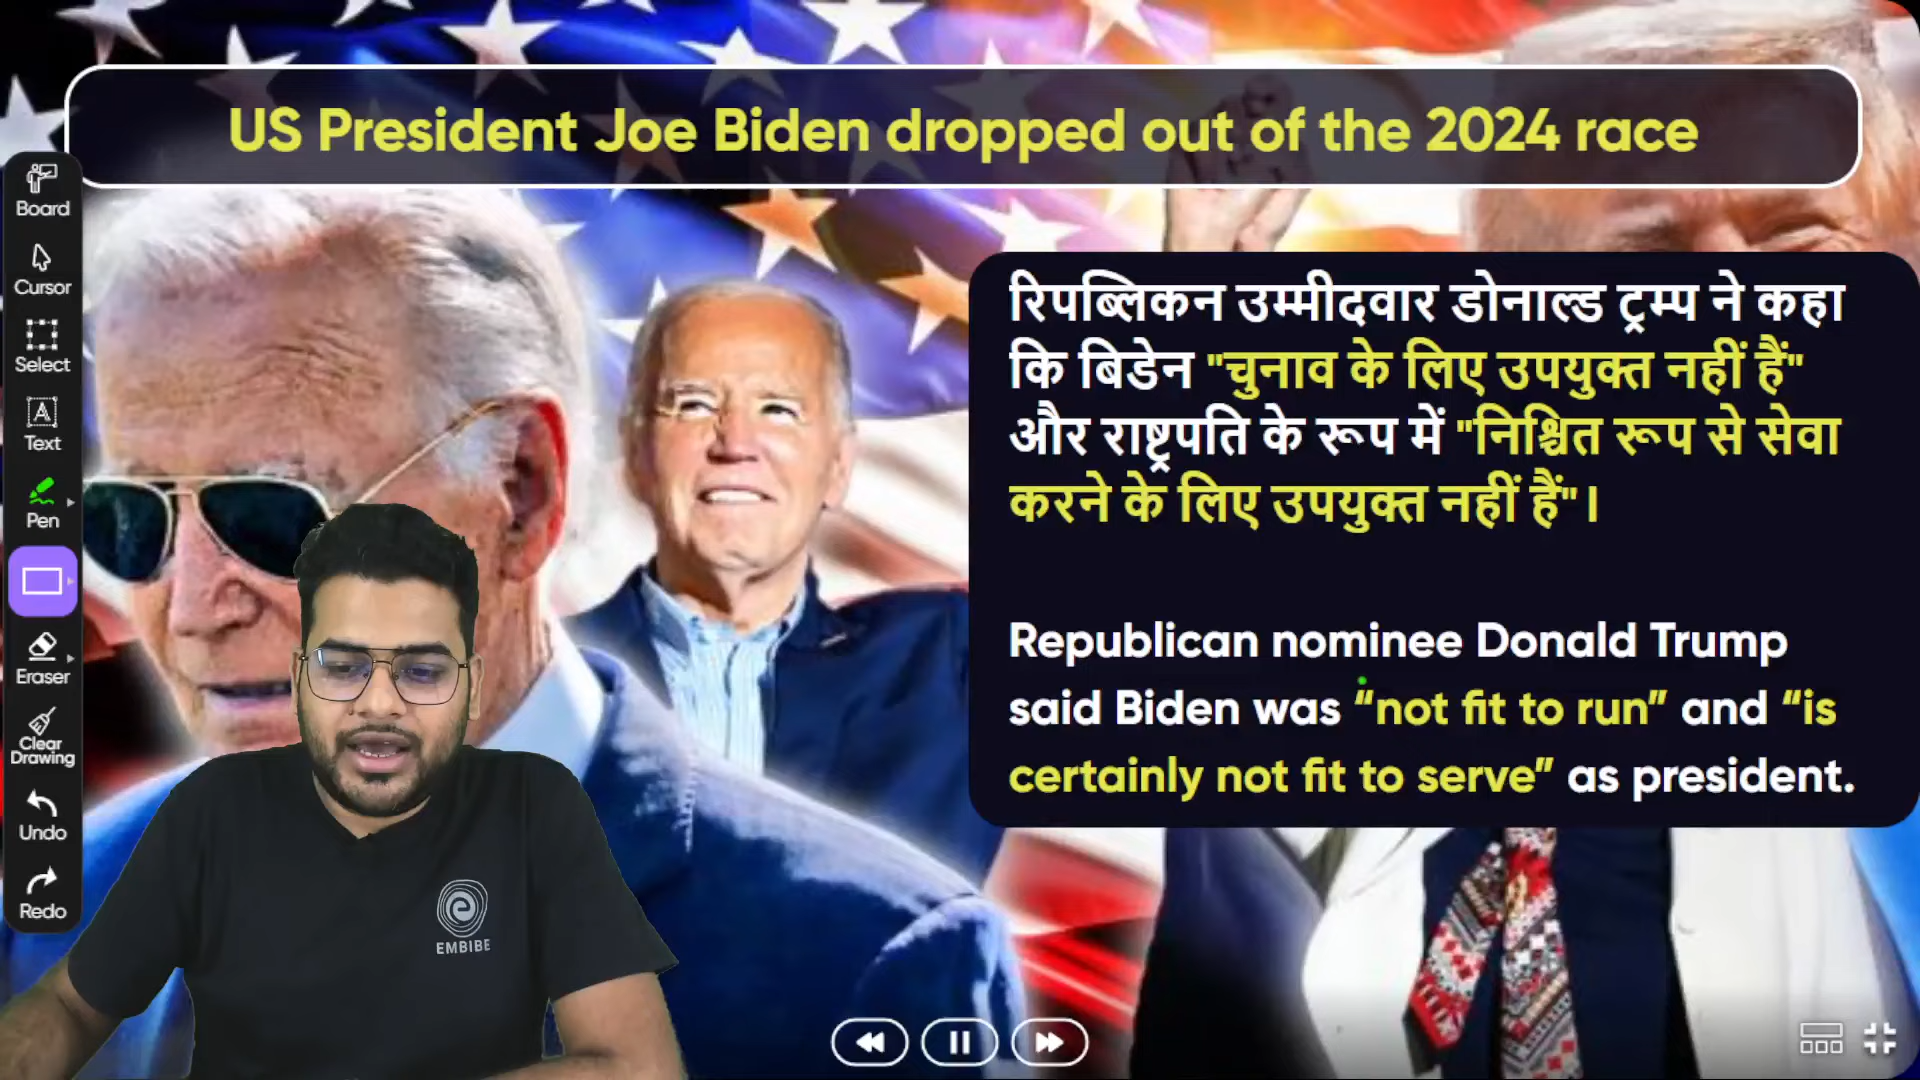 US President Joe Biden dropped out of the 2024 race
Board
Cursor
Select
Text
Pen
Eraser
Clear
Drawing
Undo
Redo
रिपब्लिकन उम्मीदवार डोनाल्ड ट्रम्प ने कहा
कि बिडेन "चुनाव के लिए उपयुक्त नहीं हैं"
और राष्ट्रपति के रूप में "निश्चित रूप से सेवा
करने के लिए उपयुक्त नहीं हैं"।
Republican nominee Donald Trump
said Biden was “not fit to run” and “is
certainly not fit to serve” as president.
EMBIBE